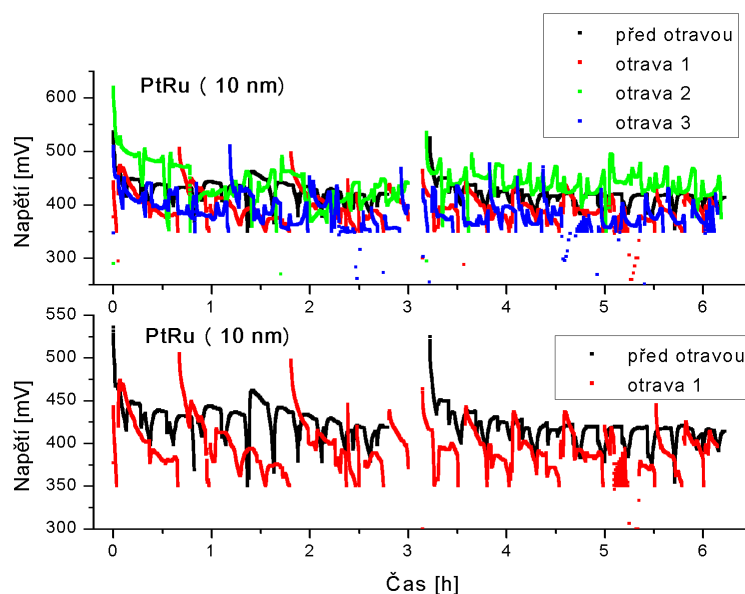 před otravou
otrava 1
otrava 2
otrava 3
PtRu ( 10 nm)
Napětí [mV]
600
500
400
300
0 1 2 3 4 5 6
PtRu ( 10 nm)
před otravou
otrava 1
Napětí [mV]
550
500
450
400
350
300
0 1 2 3 4 5 6
Čas [h]